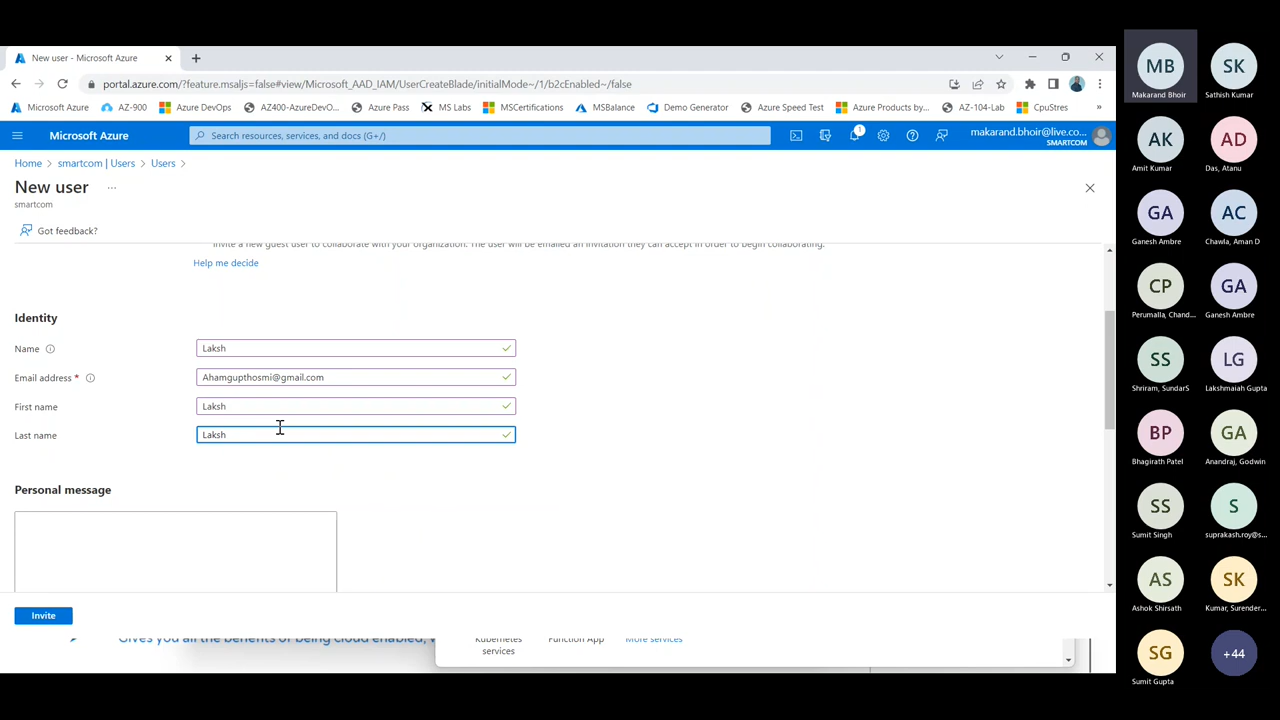 New user - Microsoft Azure
portal.azure.com/?feature.msaljs=false#view/Microsoft_AAD_IAM/UserCreateBlade/initialMode~/1/b2cEnabled~/false
Microsoft Azure AZ-900 Azure DevOps AZ400-AzureDevO... Azure Pass MS Labs MSCertifications MSBalance Demo Generator Azure Speed Test Azure Products by... AZ-104-Lab CpuStres »
Microsoft Azure
Search resources, services, and docs (G+/)
1
makarand.bhoir@live.co...
SMARTCOM
Home > smartcom | Users > Users >
New user ...
smartcom
Got feedback?
Invite a new guest user to collaborate with your organization. The user will be emailed an invitation they can accept in order to begin collaborating.
Help me decide
Identity
Name Laksh
Email address * Ahamgupthosmi@gmail.com
First name Laksh
Last name Laksh
Personal message
Invite
Gives you all the benefits of being cloud enabled,
Kubernetes services
Function App
More services
MB
Makarand Bhoir
SK
Sathish Kumar
AK
Amit Kumar
AD
Das, Atanu
GA
Ganesh Ambre
AC
Chawla, Aman D
CP
Perumalla, Chand...
GA
Ganesh Ambre
SS
Shriram, SundarS
LG
Lakshmaiah Gupta
BP
Bhagirath Patel
GA
Anandraj, Godwin
SS
Sumit Singh
S
suprakash.roy@s...
AS
Ashok Shirsath
SK
Kumar, Surender...
SG
Sumit Gupta
+44